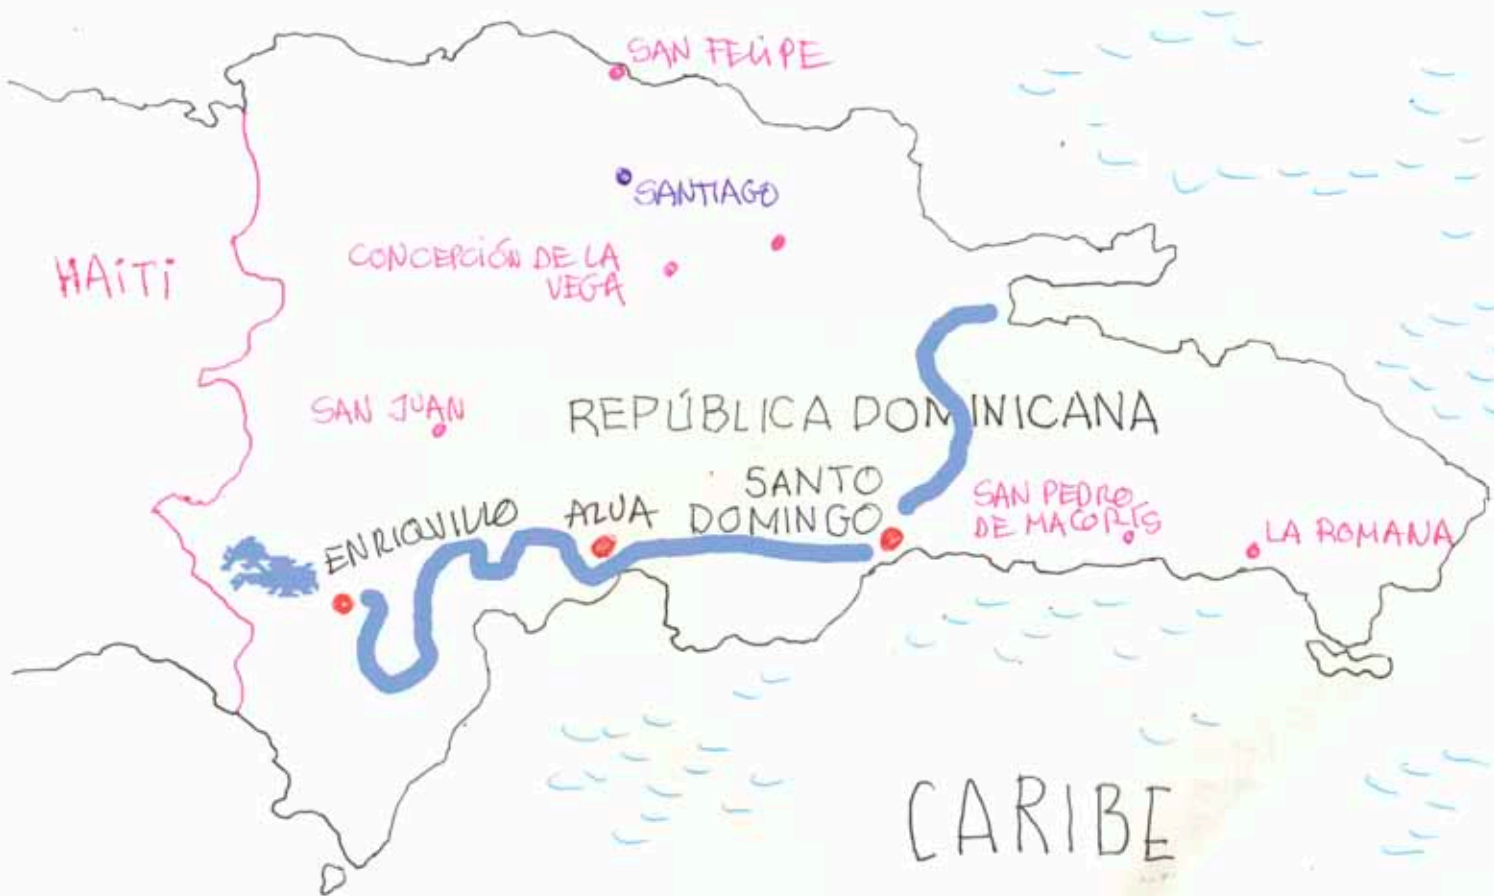 SAN FELIPE
SANTIAGO
CONCEPCIÓN DE LA
VEGA
HAITI
SAN JUAN
REPÚBLICA DOMINICANA
SANTO
DOMINGO
SAN PEDRO
DE MACORÍS
LA ROMANA
ENRIQUILLO
AZUA
CARIBE